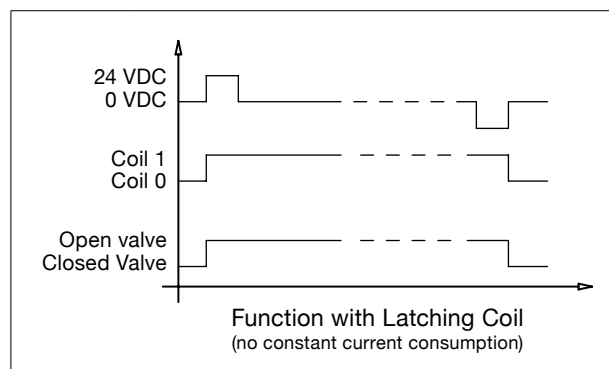 24 VDC
0 VDC
Coil 1
Coil 0
Open valve
Closed Valve
Function with Latching Coil
(no constant current consumption)